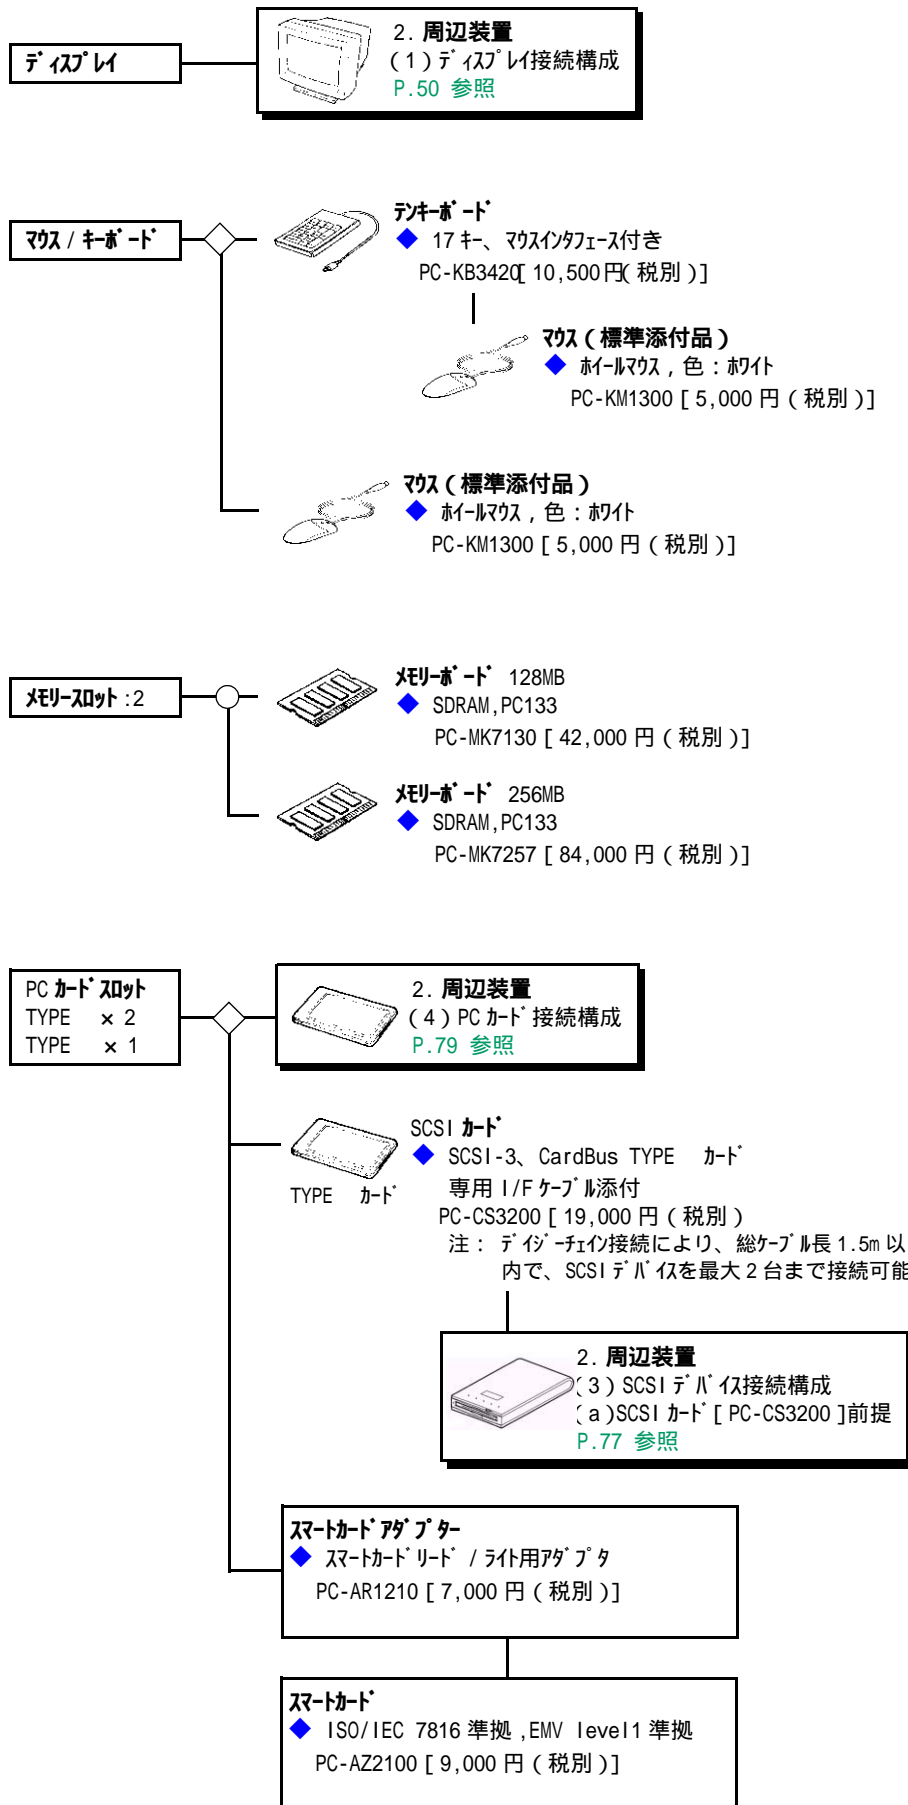 ディスプレイ
2. 周辺装置
(1)ディスプレイ接続構成
P.50 参照
マウス / キーボード
テンキーボード
◆ 17 キー、マウスインタフェース付き
PC-KB3420[ 10,500 円( 税別 )]
マウス ( 標準添付品 )
◆ ホイールマウス , 色 : ホワイト
PC-KM1300 [ 5,000 円 ( 税別 )]
マウス ( 標準添付品 )
◆ ホイールマウス , 色 : ホワイト
PC-KM1300 [ 5,000 円 ( 税別 )]
メモリースロット :2
メモリーボード 128MB
◆ SDRAM,PC133
PC-MK7130 [ 42,000 円 ( 税別 )]
メモリーボード 256MB
◆ SDRAM,PC133
PC-MK7257 [ 84,000 円 ( 税別 )]
PC カードスロット
TYPE × 2
TYPE × 1
2. 周辺装置
(4) PC カード接続構成
P.79 参照
SCSI カード
◆ SCSI-3、CardBus TYPE カード
専用 I/F ケーブル添付
PC-CS3200 [ 19,000 円 ( 税別 )
TYPE カード
注 : デイジーチェイン接続により、総ケーブル長 1.5m 以
内で、SCSI デバイスを最大 2 台まで接続可能
2. 周辺装置
(3) SCSI デバイス接続構成
(a)SCSI カード [ PC-CS3200 ]前提
P.77 参照
スマートカードアダプター
◆ スマートカードリード / ライト用アダプタ
PC-AR1210 [ 7,000 円 ( 税別 )]
スマートカード
◆ ISO/IEC 7816 準拠 ,EMV level1 準拠
PC-AZ2100 [ 9,000 円 ( 税別 )]